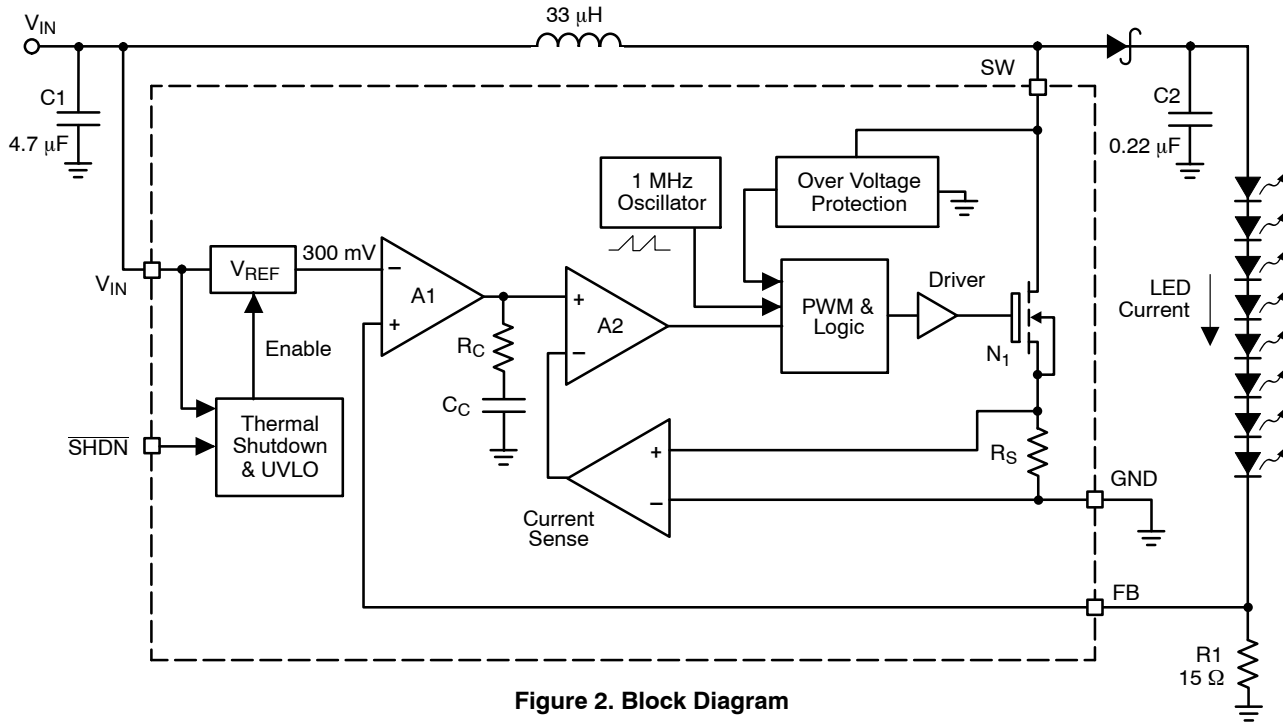 VIN
33 μH
SW
C1
4.7 μF
C2
0.22 μF
1 MHz
Oscillator
Over Voltage
Protection
VIN
VREF
300 mV
−
+
A1
+
−
A2
PWM &
Logic
Driver
N1
LED
Current
Enable
RC
CC
Thermal
Shutdown
& UVLO
SHDN
+
−
Current
Sense
RS
GND
FB
R1
15 Ω
Figure 2. Block Diagram